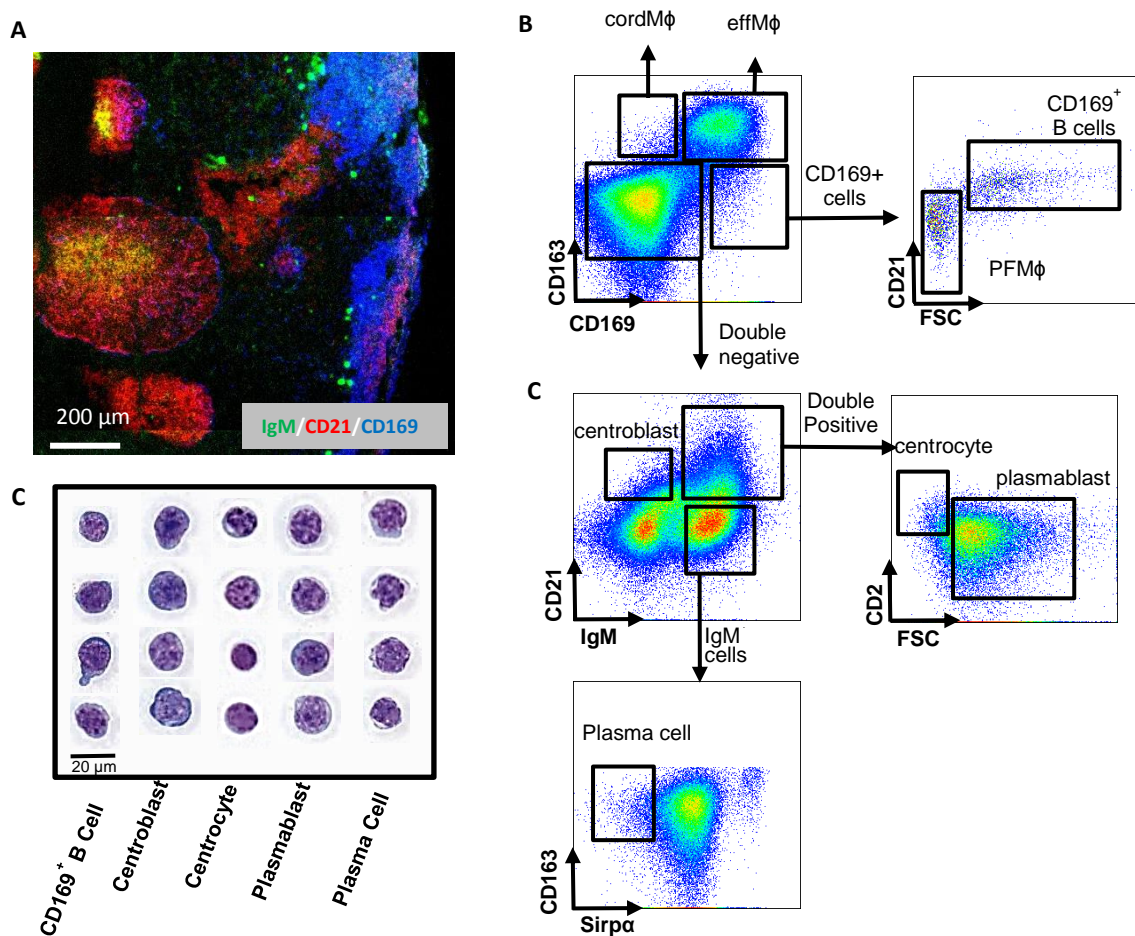 A
200 µm
IgM/CD21/CD169
B
cordMϕ
effMϕ
CD169+
cells
CD163
CD169
Double
negative
CD169+
B cells
PFMϕ
CD21
FSC
C
centroblast
Double
Positive
CD21
IgM
IgM
cells
centrocyte
plasmablast
CD2
FSC
Plasma cell
CD163
Sirpα
C
20 µm
CD169+ B Cell
Centroblast
Centrocyte
Plasmablast
Plasma Cell